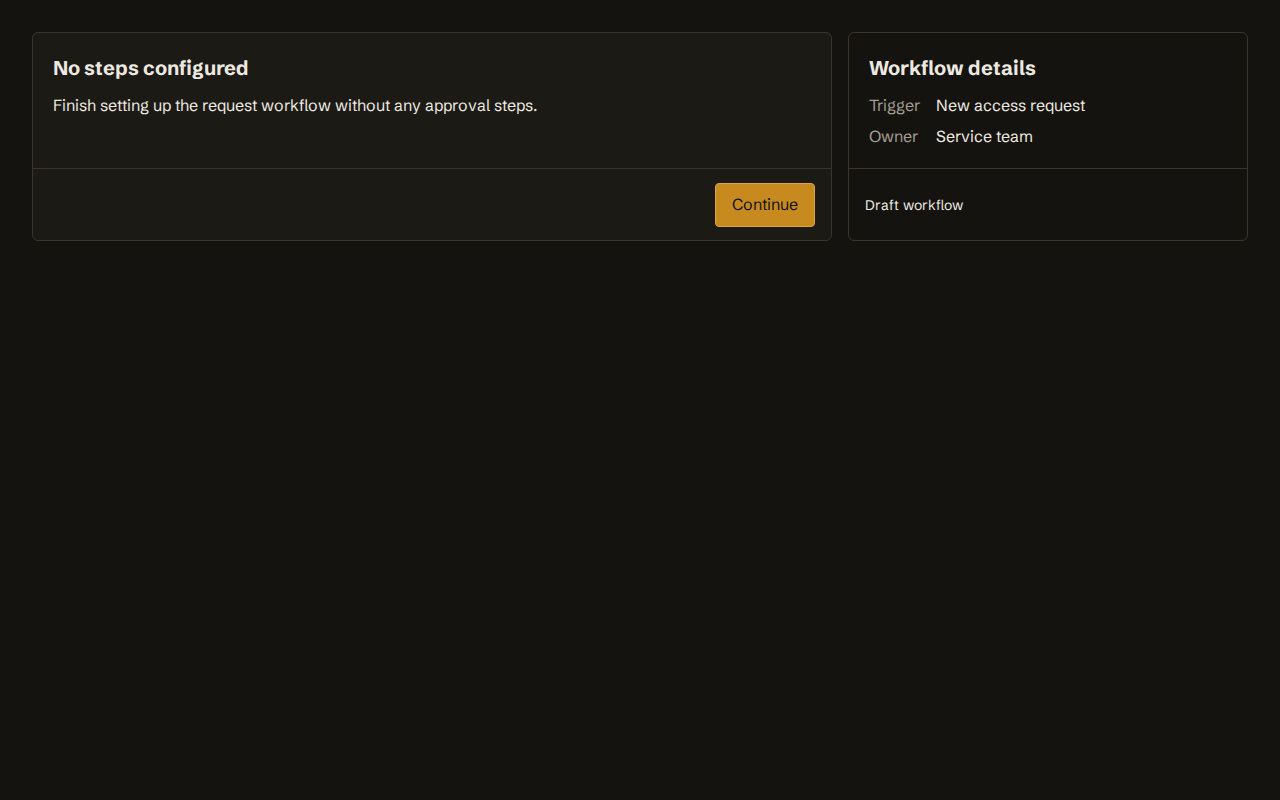 No steps configured
Finish setting up the request workflow without any approval steps.
Continue
Workflow details
Trigger New access request
Owner Service team
Draft workflow